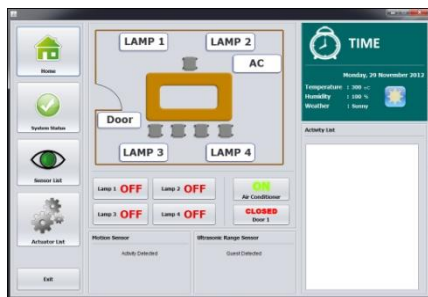 Home
System Status
Sensor List
Actuator List
Exit
LAMP 1
LAMP 2
AC
Door
LAMP 3
LAMP 4
Lamp 1 OFF
Lamp 2 OFF
ON
Air Conditioner
Lamp 3 OFF
Lamp 4 OFF
CLOSED
Door 1
Motion Sensor
Activity Detected
Ultrasonic Range Sensor
Guest Detected
TIME
Monday, 29 November 2012
Temperature : 300 °C
Humidity : 100 %
Weather : Sunny
Activity List